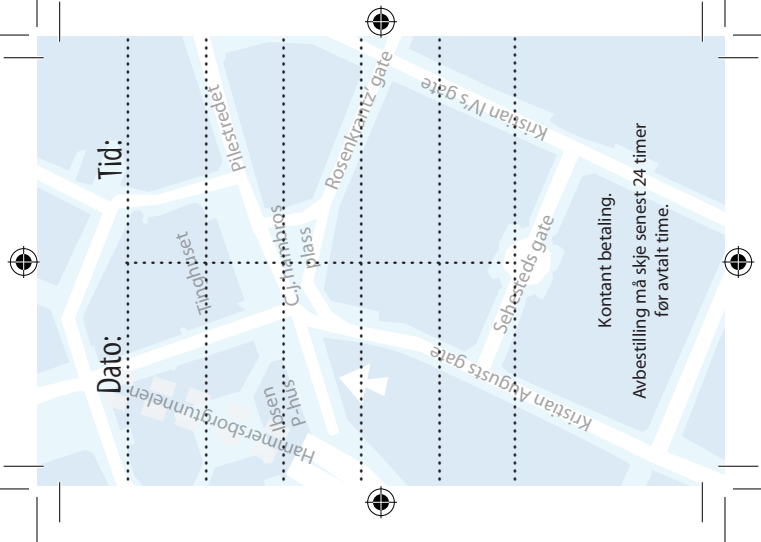 Dato:
Tid:
Pilestredet
Rosenkrantz' gate
Kristian IV's gate
Tinghuset
C.j.hambros
plass
Sehesteds gate
Kristian Augusts gate
Hammersborgtunnelen
Ibsen
P-hus
Kontant betaling.
Avbestilling må skje senest 24 timer
før avtalt time.